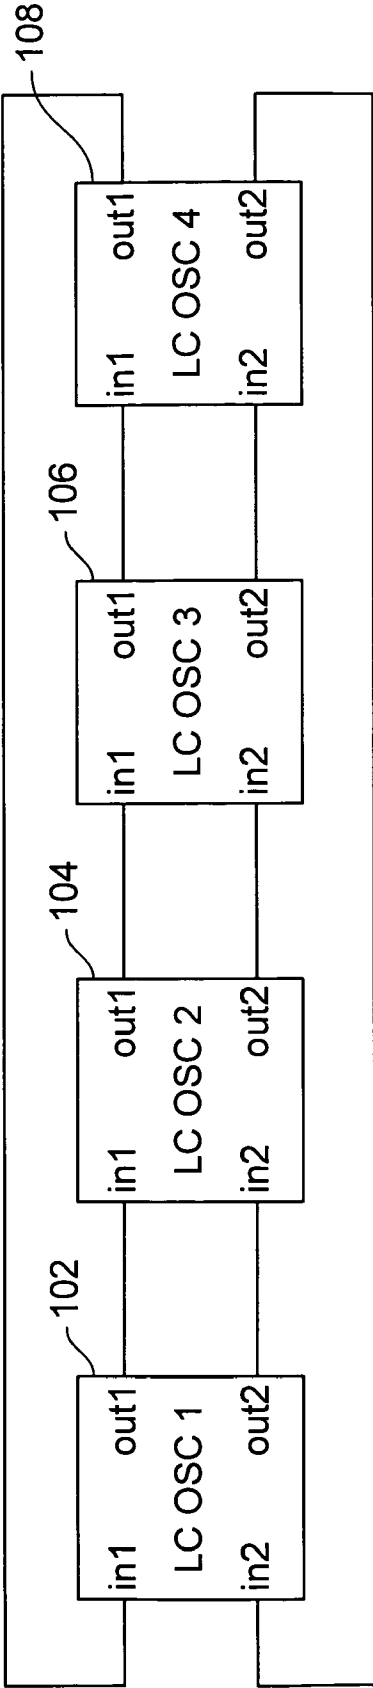 102
in1 out1
LC OSC 1
in2 out2
104
in1 out1
LC OSC 2
in2 out2
106
in1 out1
LC OSC 3
in2 out2
108
in1 out1
LC OSC 4
in2 out2